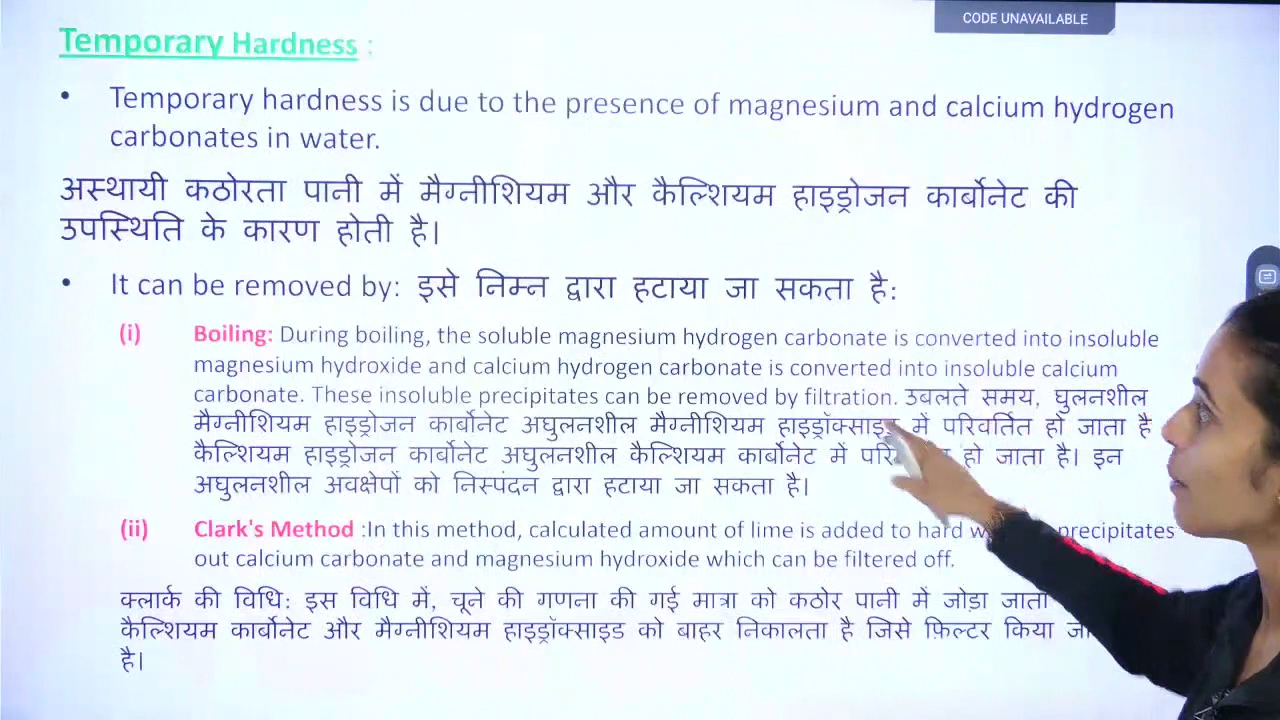 CODE UNAVAILABLE
Temporary Hardness :
• Temporary hardness is due to the presence of magnesium and calcium hydrogen
carbonates in water.
अस्थायी कठोरता पानी में मैग्नीशियम और कैल्शियम हाइड्रोजन कार्बोनेट की
उपस्थिति के कारण होती है।
• It can be removed by: इसे निम्न द्वारा हटाया जा सकता है:
(i) Boiling: During boiling, the soluble magnesium hydrogen carbonate is converted into insoluble
magnesium hydroxide and calcium hydrogen carbonate is converted into insoluble calcium
carbonate. These insoluble precipitates can be removed by filtration. उबलते समय, घुलनशील
मैग्नीशियम हाइड्रोजन कार्बोनेट अघुलनशील मैग्नीशियम हाइड्रॉक्साइड में परिवर्तित हो जाता है
कैल्शियम हाइड्रोजन कार्बोनेट अघुलनशील कैल्शियम कार्बोनेट में हो जाता है। इन
अघुलनशील अवक्षेपों को निस्पंदन द्वारा हटाया जा सकता है।
(ii) Clark's Method :In this method, calculated amount of lime is added to hard precipitates
out calcium carbonate and magnesium hydroxide which can be filtered off.
क्लार्क की विधि: इस विधि में, चूने की गणना की गई मात्रा को कठोर पानी में जोड़ा जाता
कैल्शियम कार्बोनेट और मैग्नीशियम हाइड्रॉक्साइड को बाहर निकालता है जिसे फ़िल्टर किया
है।